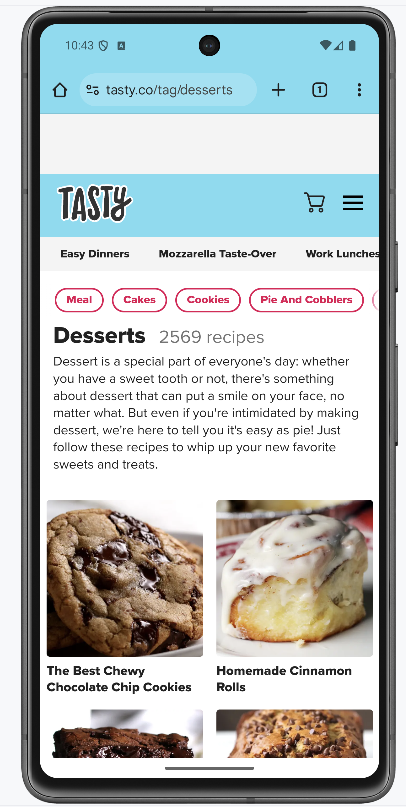 10:43
tasty.co/tag/desserts
1
TASTY
Easy Dinners Mozzarella Taste-Over Work Lunches
Meal Cakes Cookies Pie And Cobblers
Desserts 2569 recipes
Dessert is a special part of everyone's day: whether
you have a sweet tooth or not, there's something
about dessert that can put a smile on your face, no
matter what. But even if you're intimidated by making
dessert, we're here to tell you it's easy as pie! Just
follow these recipes to whip up your new favorite
sweets and treats.
The Best Chewy
Chocolate Chip Cookies
Homemade Cinnamon
Rolls